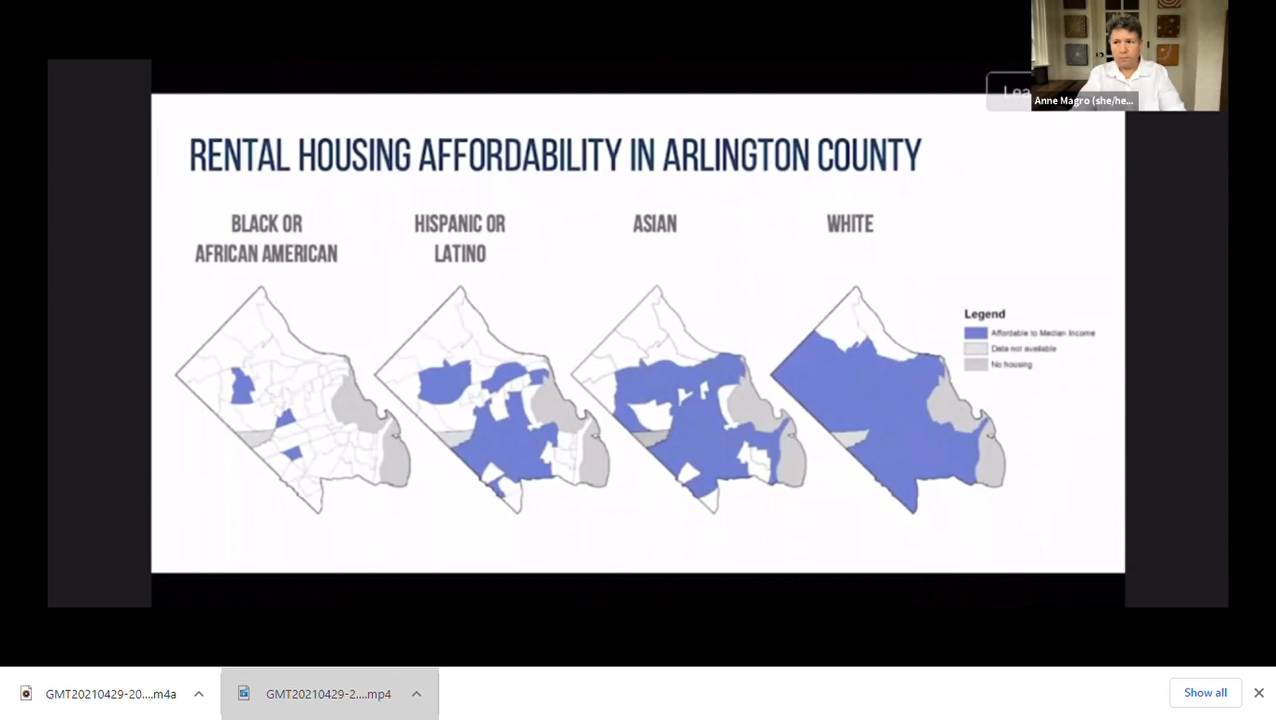 Lea
Anne Magro (she/he...
RENTAL HOUSING AFFORDABILITY IN ARLINGTON COUNTY
BLACK OR
AFRICAN AMERICAN
HISPANIC OR
LATINO
ASIAN
WHITE
Legend
Affordable to Median Income
Data not available
No housing
GMT20210429-20....m4a
GMT20210429-2....mp4
Show all